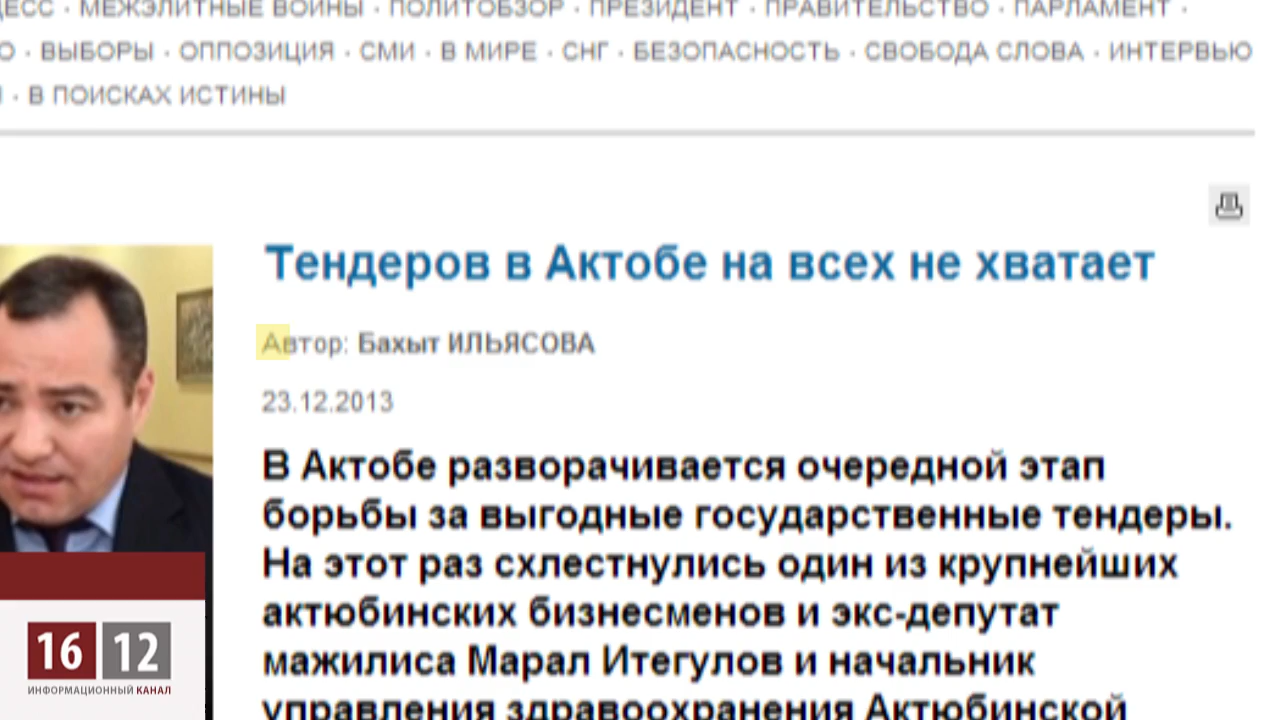 МЕЖЭЛИТНЫЕ ВОЙНЫ · ПОЛИТОБЗОР · ПРЕЗИДЕНТ · ПРАВИТЕЛЬСТВО · ПАРЛАМЕНТ ·
· ВЫБОРЫ · ОППОЗИЦИЯ · СМИ · В МИРЕ · СНГ · БЕЗОПАСНОСТЬ · СВОБОДА СЛОВА · ИНТЕРВЬЮ
· В ПОИСКАХ ИСТИНЫ
Тендеров в Актобе на всех не хватает
Автор: Бахыт ИЛЬЯСОВА
23.12.2013
В Актобе разворачивается очередной этап
борьбы за выгодные государственные тендеры.
На этот раз схлестнулись один из крупнейших
актюбинских бизнесменов и экс-депутат
мажилиса Марал Итегулов и начальник
управления здравоохранения Актюбинской
16 12
ИНФОРМАЦИОННЫЙ КАНАЛ